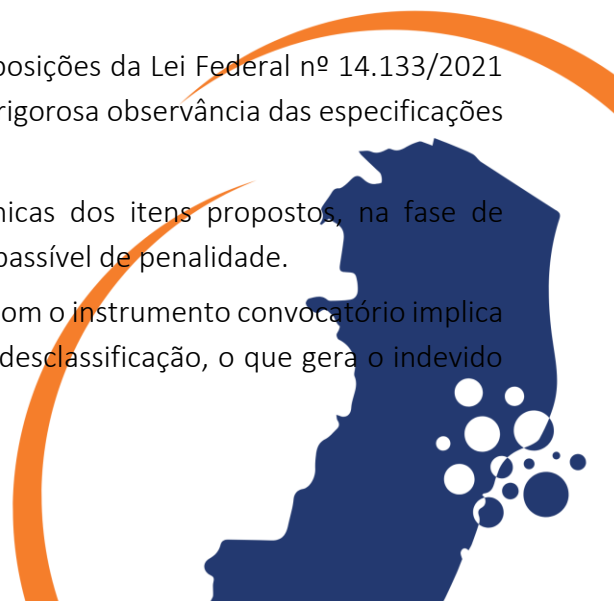 posições da Lei Federal nº 14.133/2021
rigorosa observância das especificações
nicas dos itens propostos, na fase de
passível de penalidade.
om o instrumento convocatório implica
desclassificação, o que gera o indevido